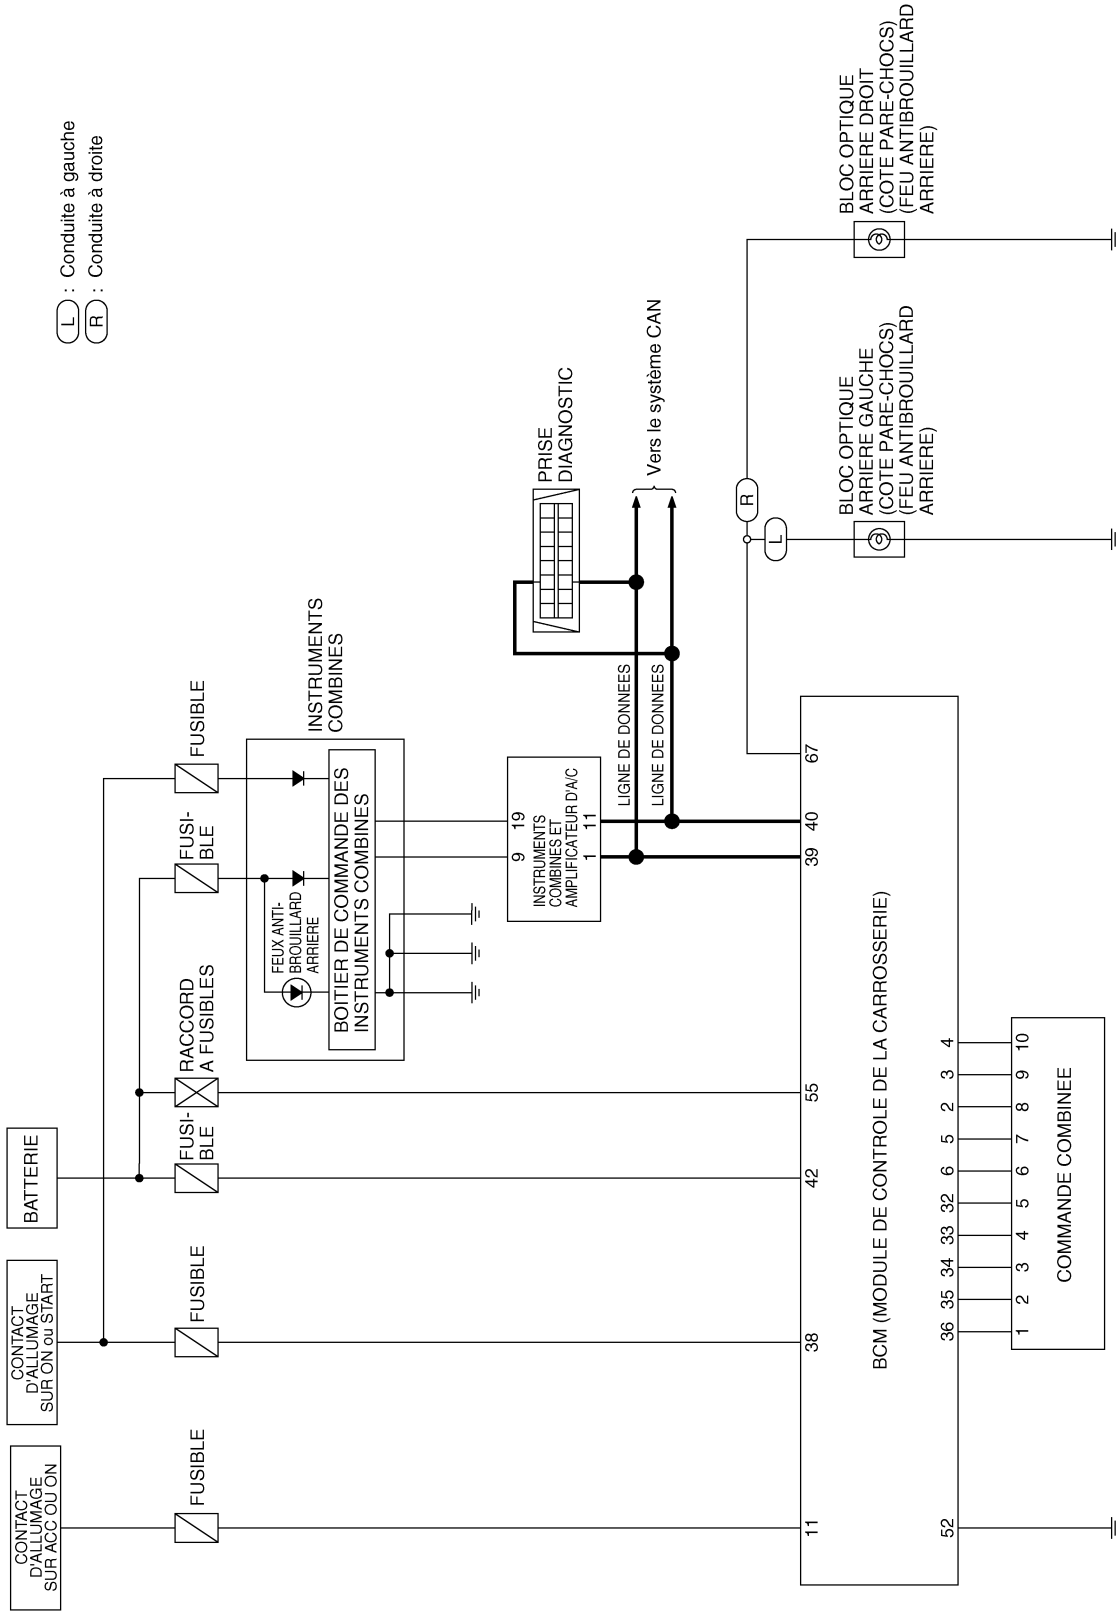 L : Conduite à gauche
R : Conduite à droite
CONTACT
D'ALLUMAGE
SUR ACC OU ON
CONTACT
D'ALLUMAGE
SUR ON ou START
BATTERIE
FUSIBLE
FUSIBLE
FUSI-
BLE
RACCORD
A FUSIBLES
FUSI-
BLE
FUSIBLE
INSTRUMENTS
COMBINES
FEUX ANTI-
BROUILLARD
ARRIERE
BOITIER DE COMMANDE DES
INSTRUMENTS COMBINES
9 19
INSTRUMENTS
COMBINES ET
AMPLIFICATEUR D'A/C
1 11
PRISE
DIAGNOSTIC
LIGNE DE DONNEES
LIGNE DE DONNEES
Vers le système CAN
R
L
BLOC OPTIQUE
ARRIERE GAUCHE
(COTE PARE-CHOCS)
(FEU ANTIBROUILLARD
ARRIERE)
BLOC OPTIQUE
ARRIERE DROIT
(COTE PARE-CHOCS)
(FEU ANTIBROUILLARD
ARRIERE)
11 38 42 55 39 40 67
BCM (MODULE DE CONTROLE DE LA CARROSSERIE)
52 36 35 34 33 32 6 5 2 3 4
1 2 3 4 5 6 7 8 9 10
COMMANDE COMBINEE